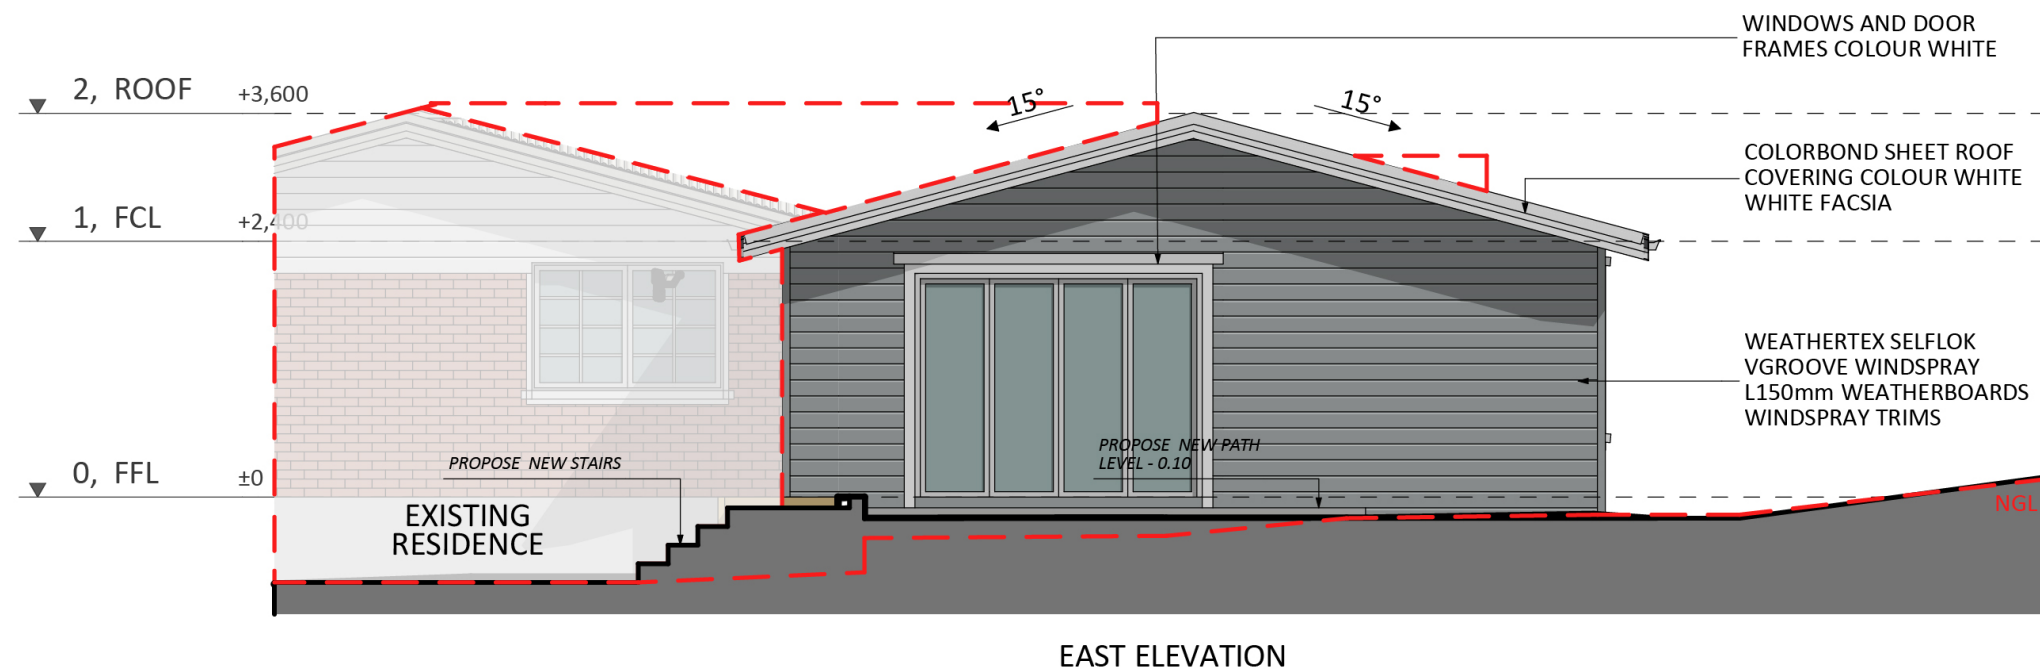 WINDOWS AND DOOR
FRAMES COLOUR WHITE
2, ROOF +3,600
15°
15°
COLORBOND SHEET ROOF
COVERING COLOUR WHITE
WHITE FACSIA
1, FCL +2,400
WEATHERTEX SELFLOK
VGROOVE WINDSPRAY
L150mm WEATHERBOARDS
WINDSPRAY TRIMS
PROPOSE NEW STAIRS
PROPOSE NEW PATH
LEVEL - 0.10
0, FFL ±0
NGL
EXISTING
RESIDENCE
EAST ELEVATION